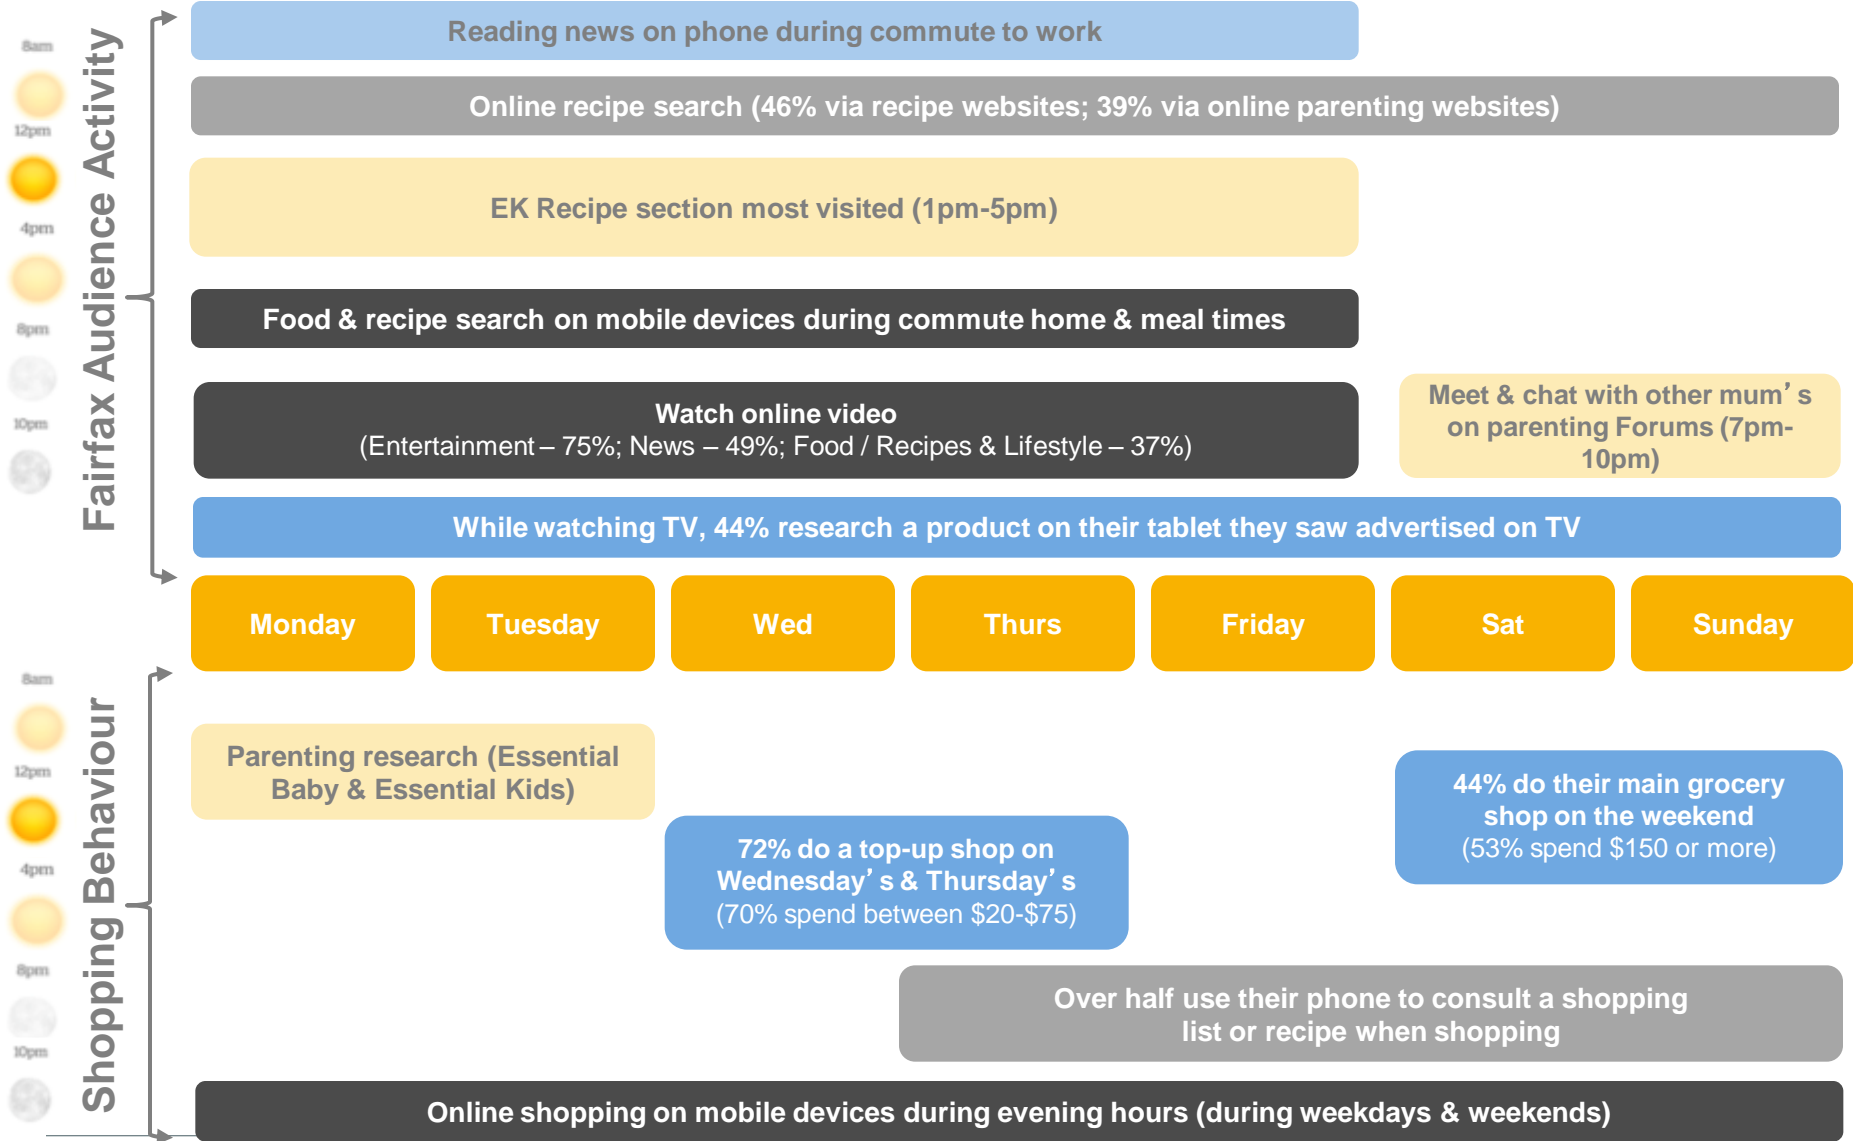 Fairfax Audience Activity
8am
12pm
4pm
8pm
10pm
Reading news on phone during commute to work
Online recipe search (46% via recipe websites; 39% via online parenting websites)
EK Recipe section most visited (1pm-5pm)
Food & recipe search on mobile devices during commute home & meal times
Watch online video
(Entertainment – 75%; News – 49%; Food / Recipes & Lifestyle – 37%)
Meet & chat with other mum’s
on parenting Forums (7pm-
10pm)
While watching TV, 44% research a product on their tablet they saw advertised on TV
Monday
Tuesday
Wed
Thurs
Friday
Sat
Sunday
Shopping Behaviour
8am
12pm
4pm
8pm
10pm
Parenting research (Essential
Baby & Essential Kids)
72% do a top-up shop on
Wednesday’s & Thursday’s
(70% spend between $20-$75)
44% do their main grocery
shop on the weekend
(53% spend $150 or more)
Over half use their phone to consult a shopping
list or recipe when shopping
Online shopping on mobile devices during evening hours (during weekdays & weekends)